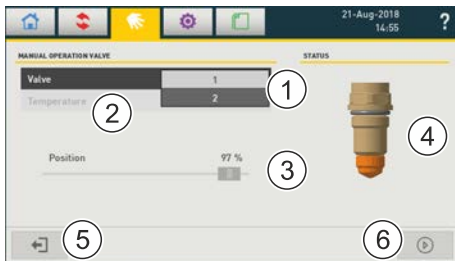 21-Aug-2018
14:55
?
MANUAL OPERATION VALVE
STATUS
Valve
1
1
Temperature
2
2
4
Position
97 %
3
5
6